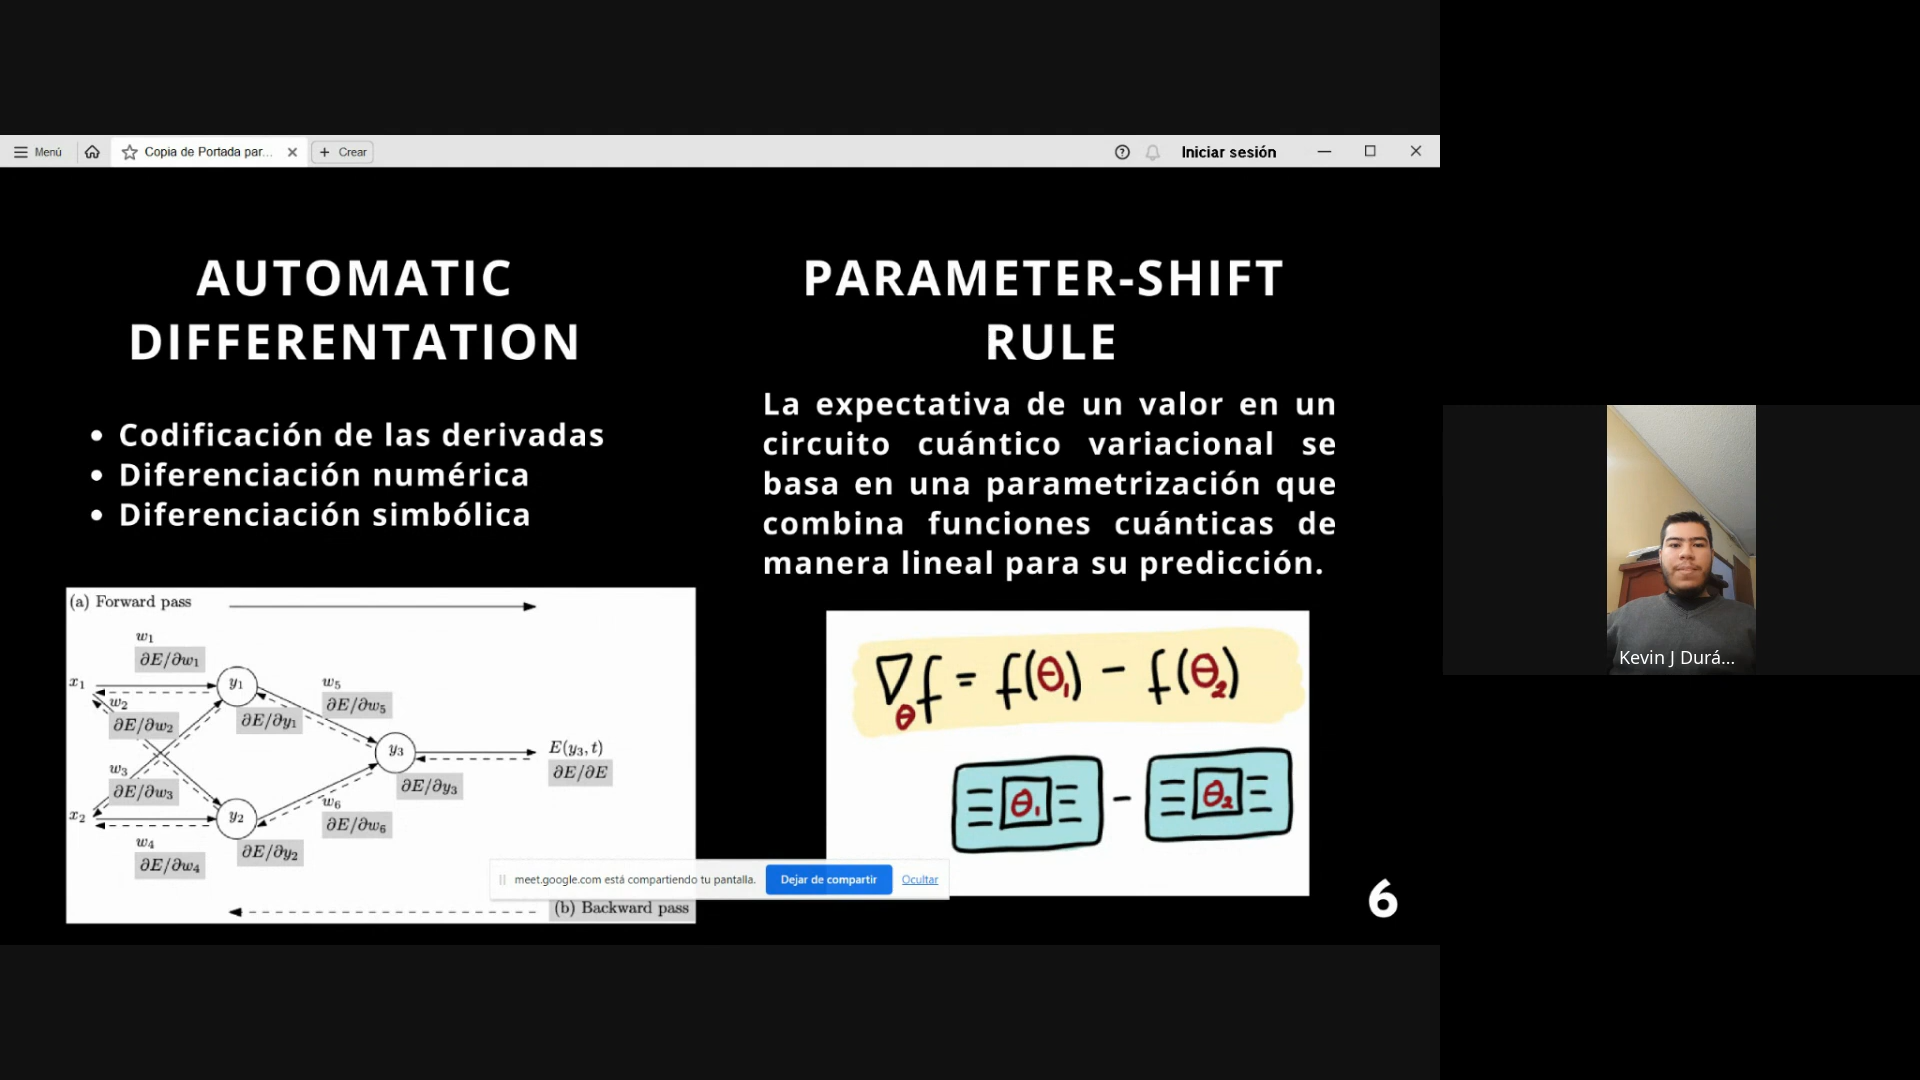 Menú
Copia de Portada par...
Crear
Iniciar sesión
AUTOMATIC
DIFFERENTATION
Codificación de las derivadas
Diferenciación numérica
Diferenciación simbólica
(a) Forward pass
w1
∂E/∂w1
x1
y1
w5
∂E/∂w5
w2
∂E/∂w2
∂E/∂y1
y3
E(y3, t)
∂E/∂E
w3
∂E/∂w3
∂E/∂y3
w6
∂E/∂w6
x2
y2
w4
∂E/∂w4
∂E/∂y2
(b) Backward pass
PARAMETER-SHIFT
RULE
La expectativa de un valor en un
circuito cuántico variacional se
basa en una parametrización que
combina funciones cuánticas de
manera lineal para su predicción.
∇θ f = f(θ1) - f(θ2)
θ1 - θ2
meet.google.com está compartiendo tu pantalla.
Dejar de compartir
Ocultar
6
Kevin J Durá...